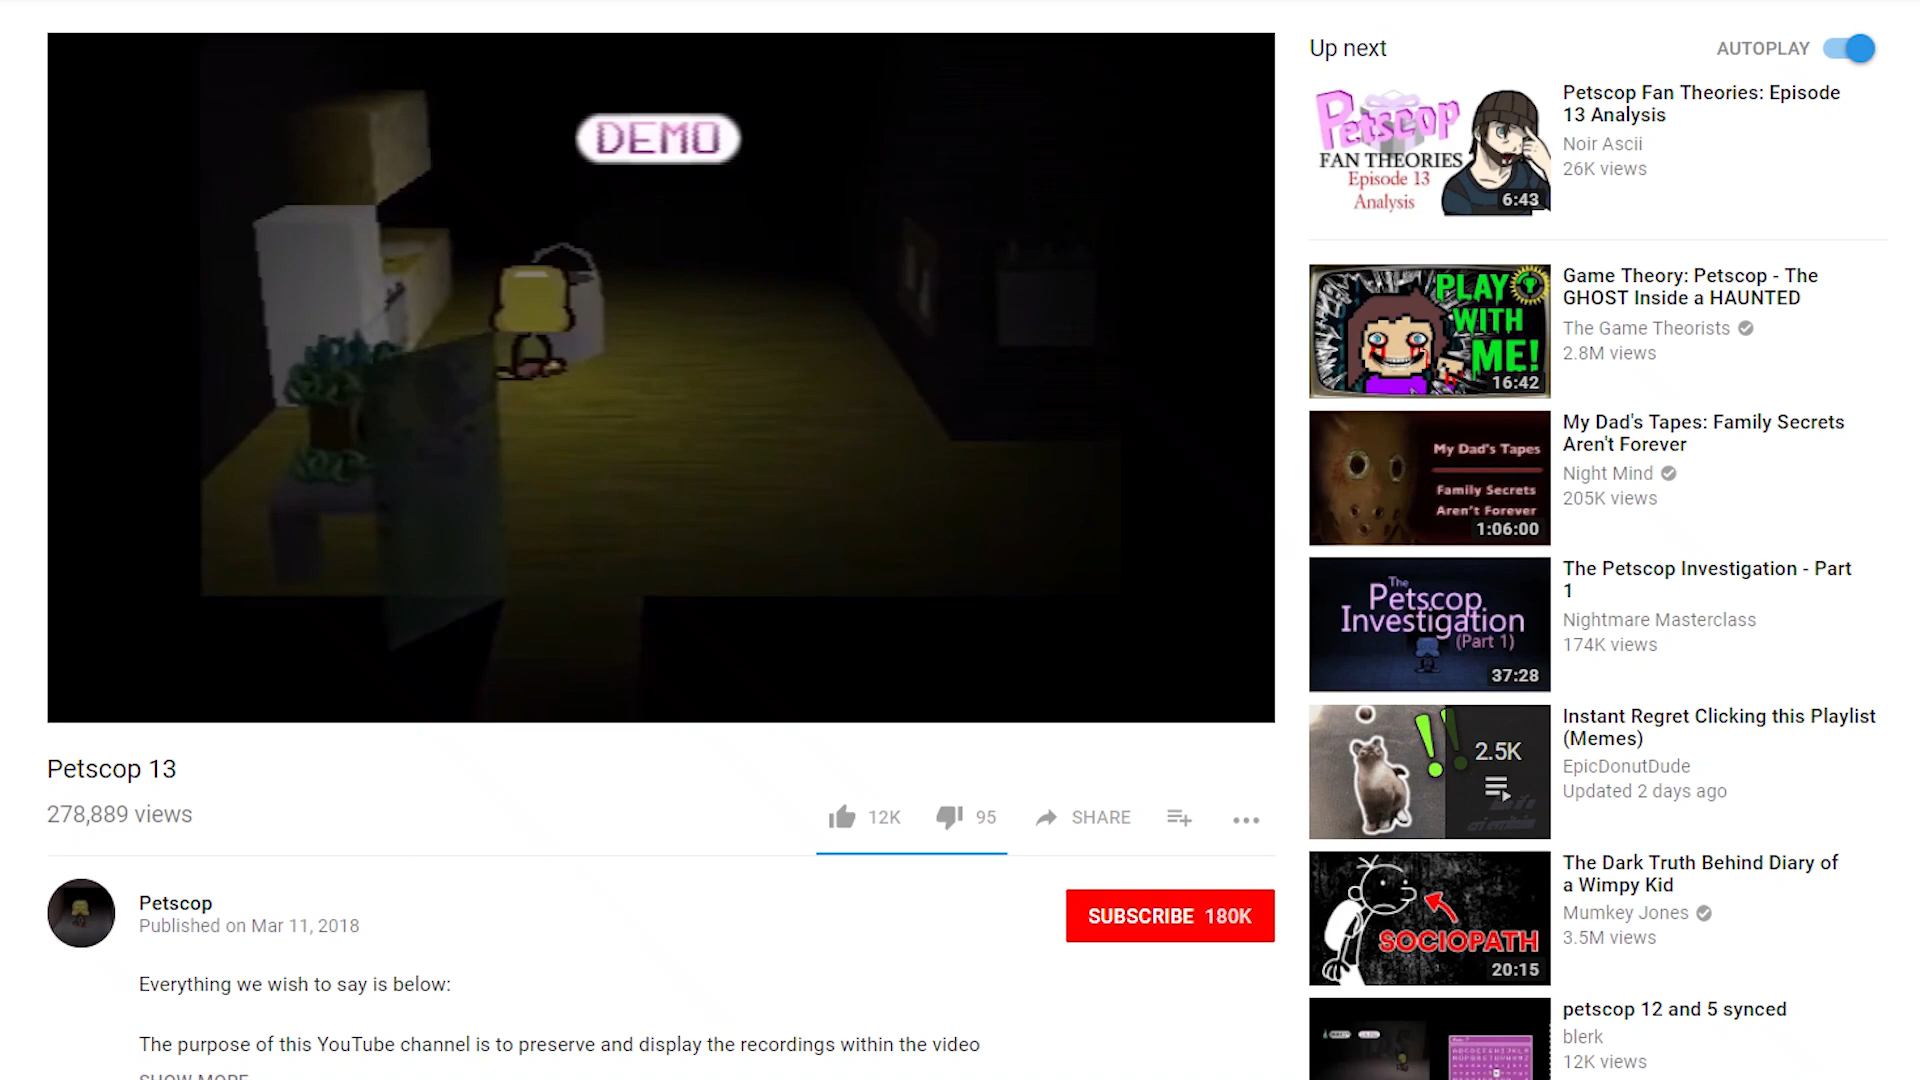 DEMO
Petscop 13
278,889 views
12K
95
SHARE
Petscop
Published on Mar 11, 2018
SUBSCRIBE 180K
Everything we wish to say is below:
The purpose of this YouTube channel is to preserve and display the recordings within the video
SHOW MORE
Up next
AUTOPLAY
Petscop
FAN THEORIES
Episode 13
Analysis
6:43
Petscop Fan Theories: Episode
13 Analysis
Noir Ascii
26K views
PLAY
WITH
ME!
16:42
Game Theory: Petscop - The
GHOST Inside a HAUNTED
The Game Theorists
2.8M views
My Dad's Tapes
Family Secrets
Aren't Forever
1:06:00
My Dad's Tapes: Family Secrets
Aren't Forever
Night Mind
205K views
The
Petscop
Investigation
(Part 1)
37:28
The Petscop Investigation - Part
1
Nightmare Masterclass
174K views
!!
2.5K
Instant Regret Clicking this Playlist
(Memes)
EpicDonutDude
Updated 2 days ago
SOCIOPATH
20:15
The Dark Truth Behind Diary of
a Wimpy Kid
Mumkey Jones
3.5M views
petscop 12 and 5 synced
blerk
12K views